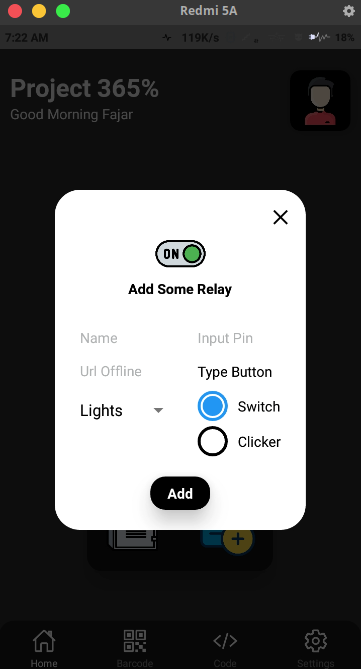 Redmi 5A
7:22 AM 119K/s 18%
Project 365%
Good Morning Fajar
ON
Add Some Relay
Name Input Pin
Url Offline Type Button
Lights Switch
Clicker
Add
Home Barcode Code Settings